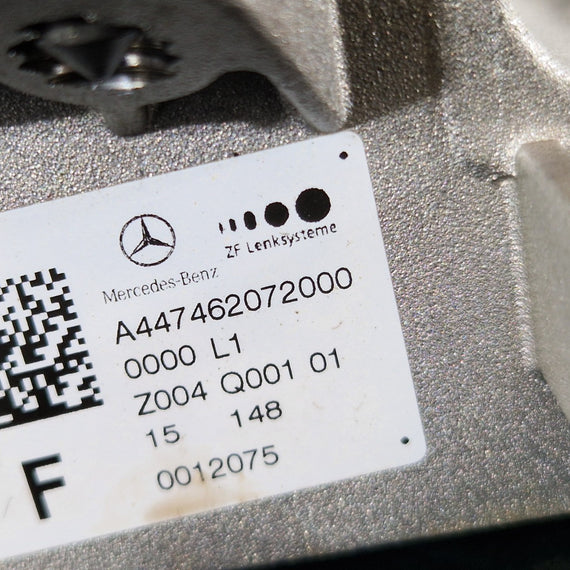 ZF Lenksysteme
Mercedes-Benz
A447462072000
0000 L1
Z004 Q001 01
15 148
0012075
F